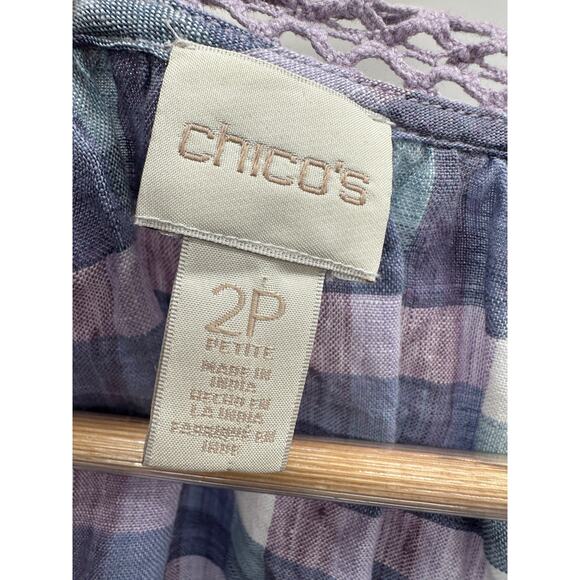 chico's
2P
PETITE
MADE IN
INDIA
HECHO EN
LA INDIA
FABRIQUÉ EN
INDE